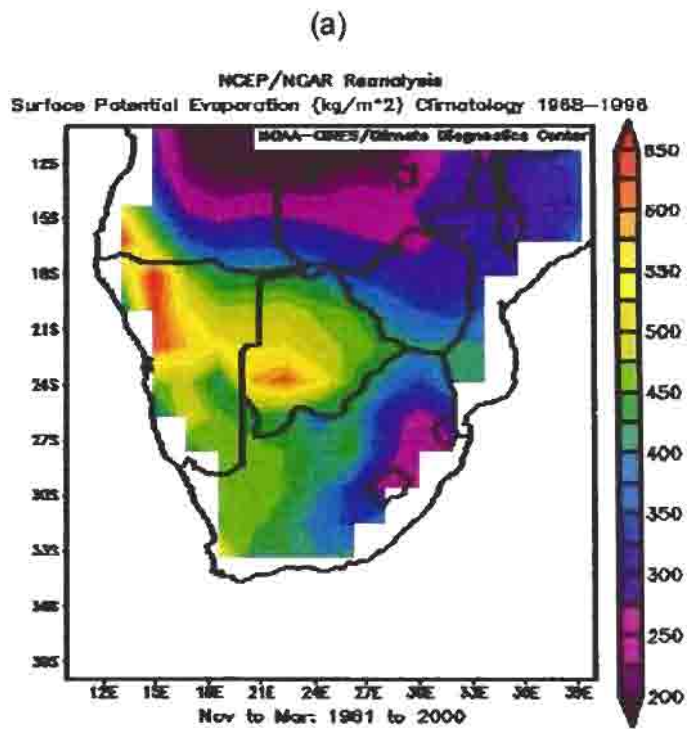 (a)
NCEP/NCAR Reanalysis
Surface Potential Evaporation {kg/m^2} Climatology 1968-1996
NOAA-CIRES/Climate Diagnostics Center
12S
15S
18S
21S
24S
27S
30S
33S
36S
39S
12E 15E 18E 21E 24E 27E 30E 33E 36E 39E
Nov to Mar: 1981 to 2000
650
600
550
500
450
400
350
300
250
200